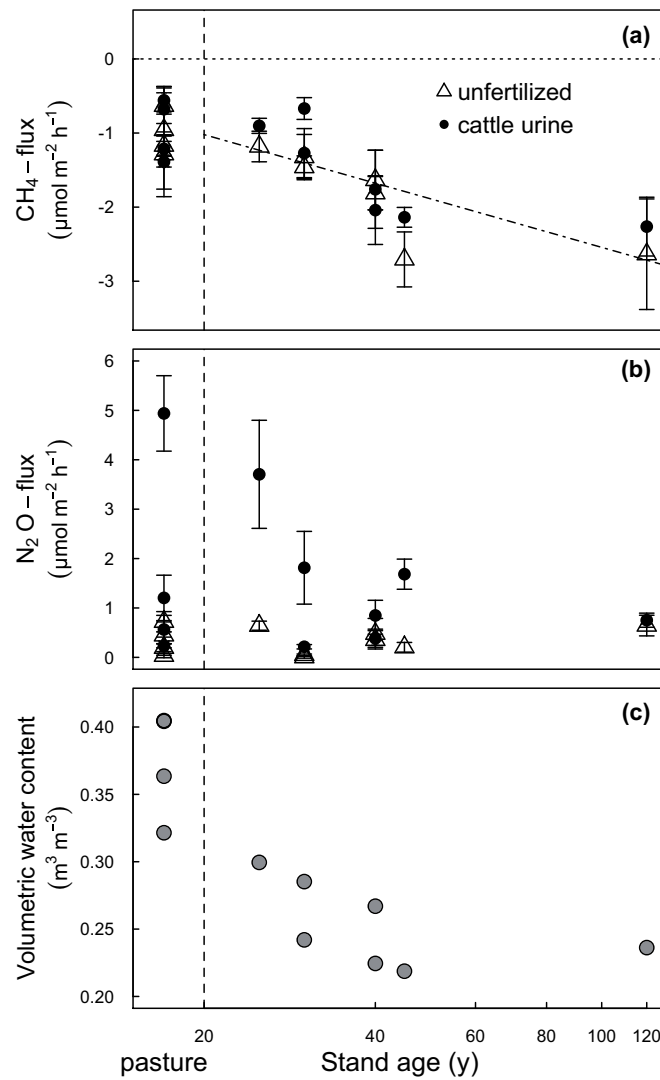 (a)
0
-1
-2
-3
CH₄ – flux
(µmol m⁻² h⁻¹)
unfertilized
cattle urine
(b)
6
5
4
3
2
1
0
N₂ O – flux
(µmol m⁻² h⁻¹)
(c)
0.40
0.35
0.30
0.25
0.20
Volumetric water content
(m³ m⁻³)
20 40 60 80 100 120
pasture Stand age (y)